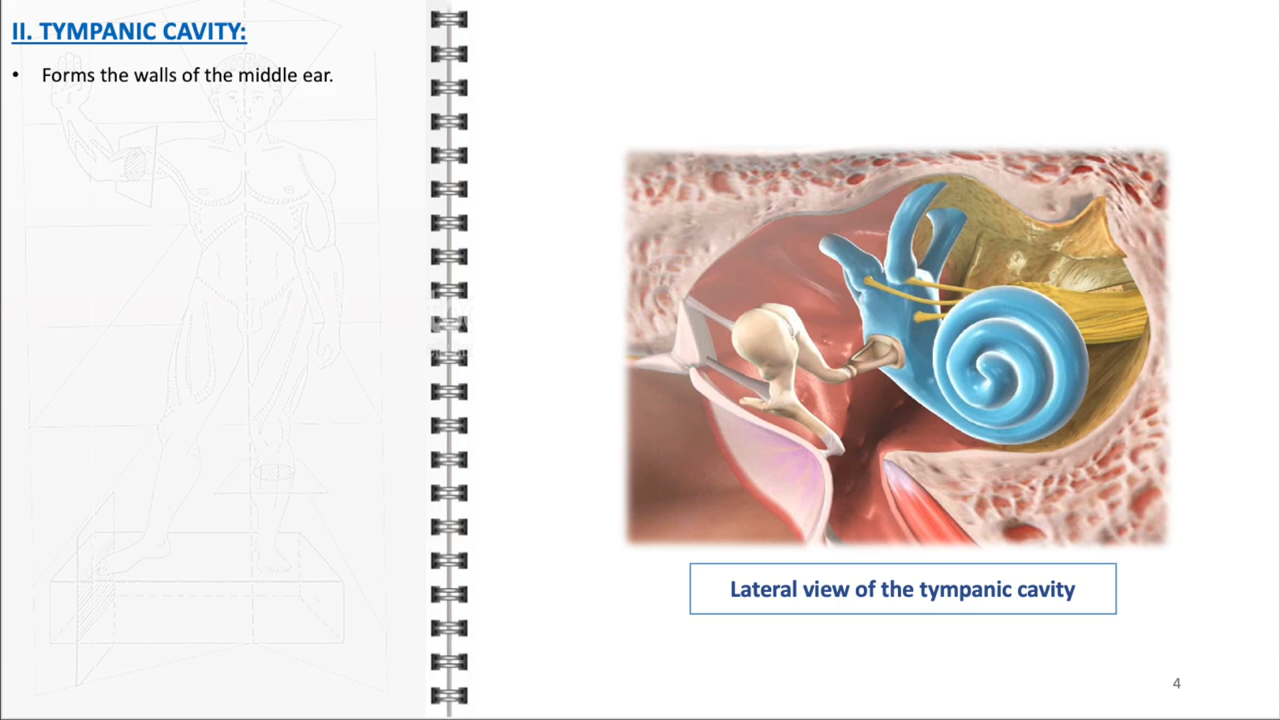 II. TYMPANIC CAVITY:
• Forms the walls of the middle ear.
Lateral view of the tympanic cavity
4